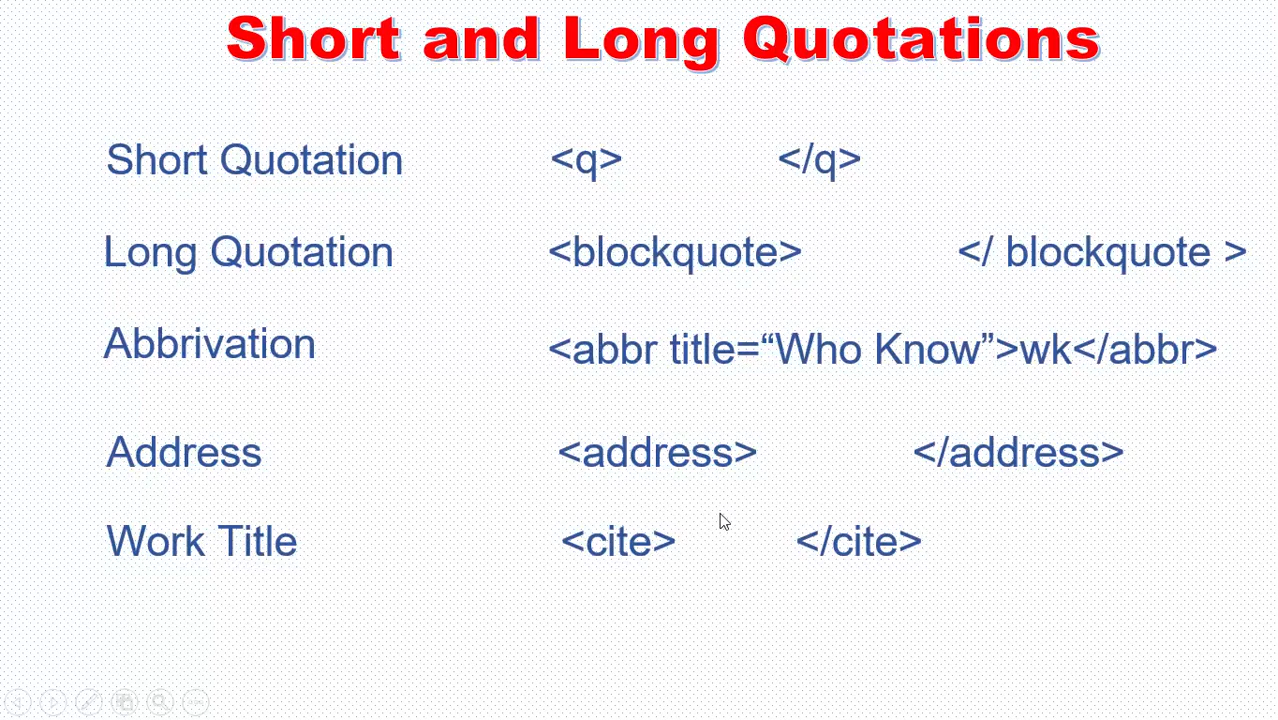 Short and Long Quotations
Short Quotation <q> </q>
Long Quotation <blockquote> </ blockquote >
Abbrivation <abbr title=“Who Know”>wk</abbr>
Address <address> </address>
Work Title <cite> </cite>